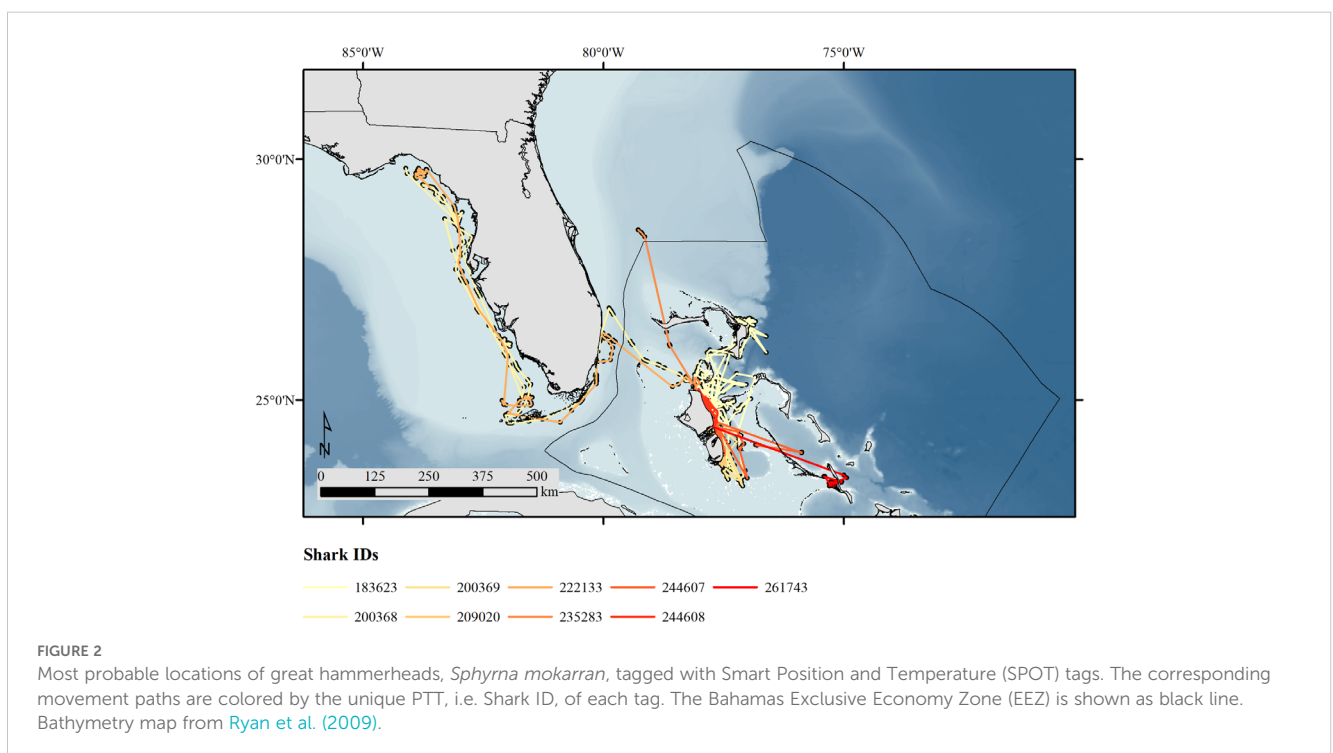 85°0'W 80°0'W 75°0'W
30°0'N
25°0'N
N
0 125 250 375 500
km
Shark IDs
183623 200369 222133 244607 261743
200368 209020 235283 244608
FIGURE 2
Most probable locations of great hammerheads, Sphyrna mokarran, tagged with Smart Position and Temperature (SPOT) tags. The corresponding
movement paths are colored by the unique PTT, i.e. Shark ID, of each tag. The Bahamas Exclusive Economy Zone (EEZ) is shown as black line.
Bathymetry map from Ryan et al. (2009).